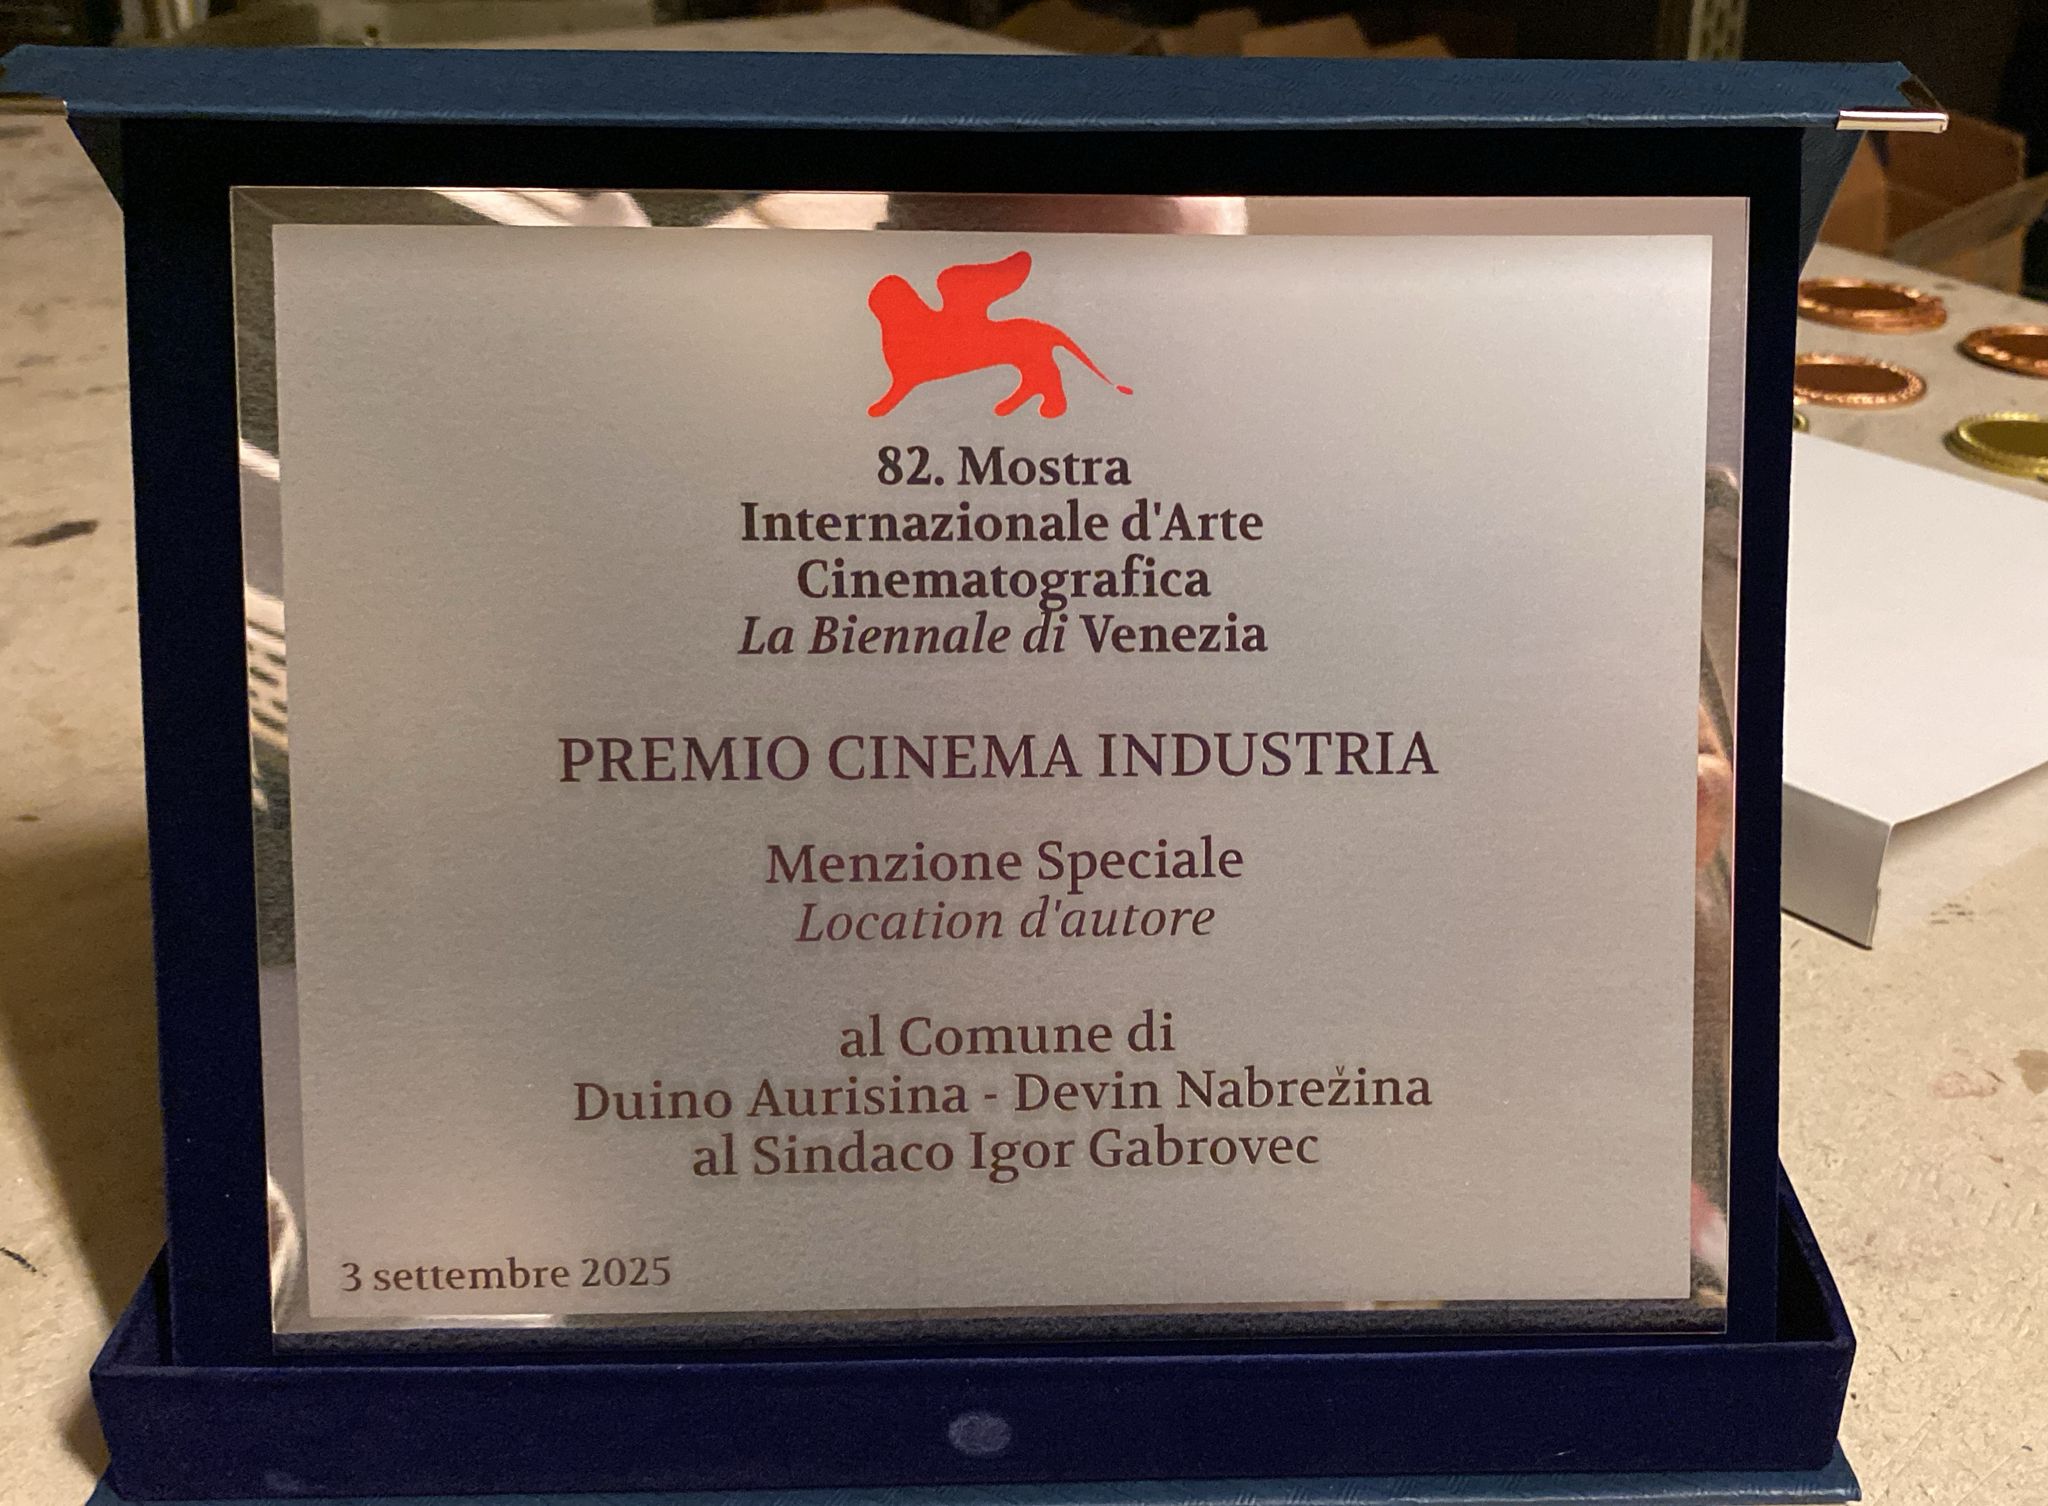 82. Mostra
Internazionale d'Arte
Cinematografica
La Biennale di Venezia
PREMIO CINEMA INDUSTRIA
Menzione Speciale
Location d'autore
al Comune di
Duino Aurisina - Devin Nabrežina
al Sindaco Igor Gabrovec
3 settembre 2025